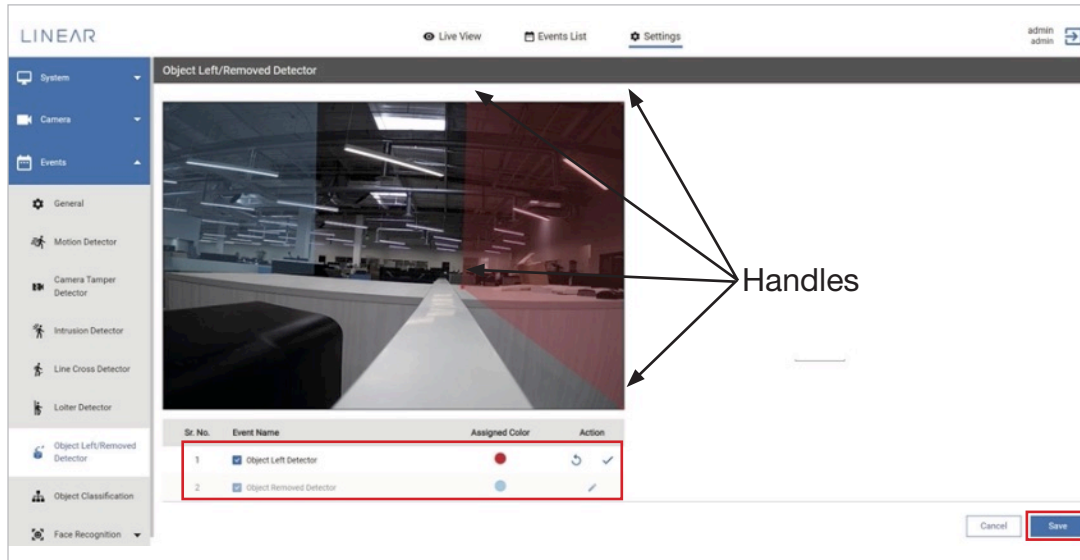 LINEAR
Live View
Events List
Settings
admin
admin
System
Object Left/Removed Detector
Camera
Events
General
Motion Detector
Camera Tamper
Detector
Intrusion Detector
Line Cross Detector
Loiter Detector
Object Left/Removed
Detector
Object Classification
Face Recognition
Handles
Sr. No.
Event Name
Assigned Color
Action
1
Object Left Detector
2
Object Removed Detector
Cancel
Save